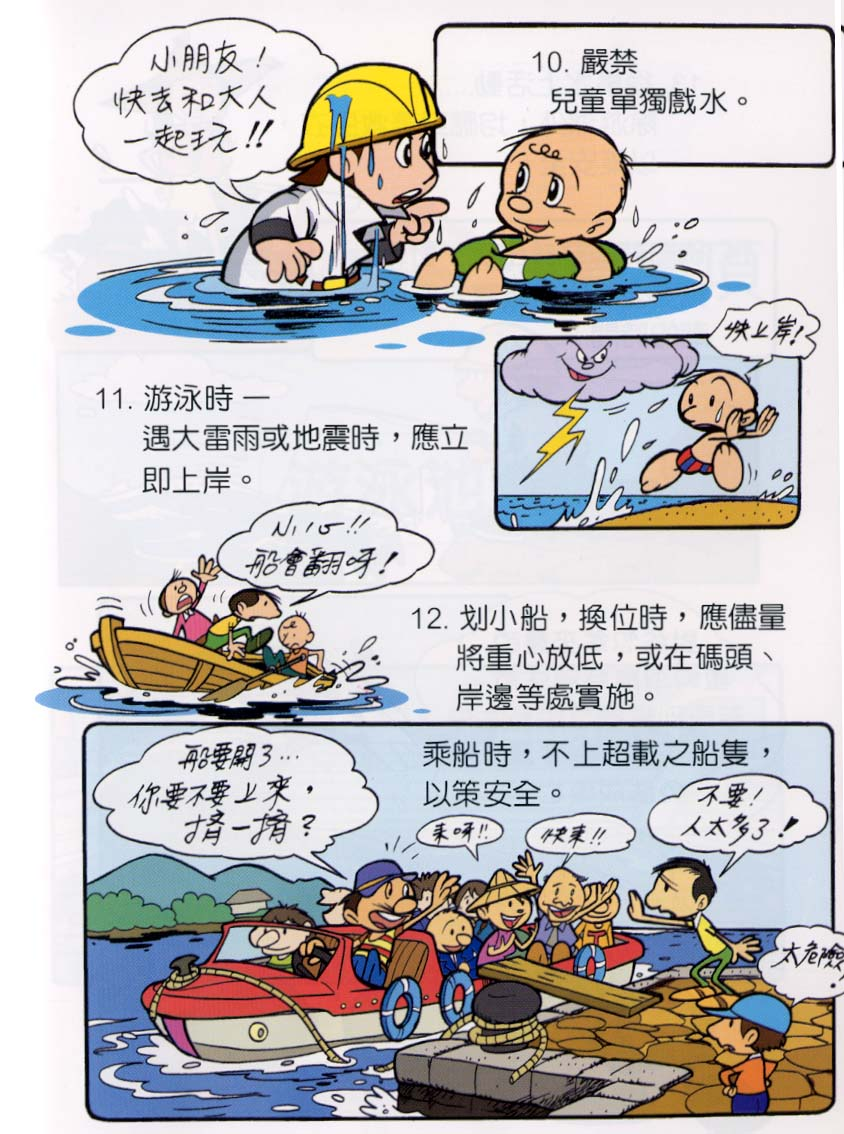 小朋友！
快去和大人
一起玩!!
10. 嚴禁
兒童單獨戲水。
快上岸!
11. 游泳時 —
遇大雷雨或地震時，應立
即上岸。
船會翻呀！
12. 划小船，換位時，應儘量
將重心放低，或在碼頭、
岸邊等處實施。
乘船時，不上超載之船隻，
以策安全。
船要開了…
你要不要上來，
擠一擠？
來呀!!
快來!!
不要!
人太多了！
太危險!